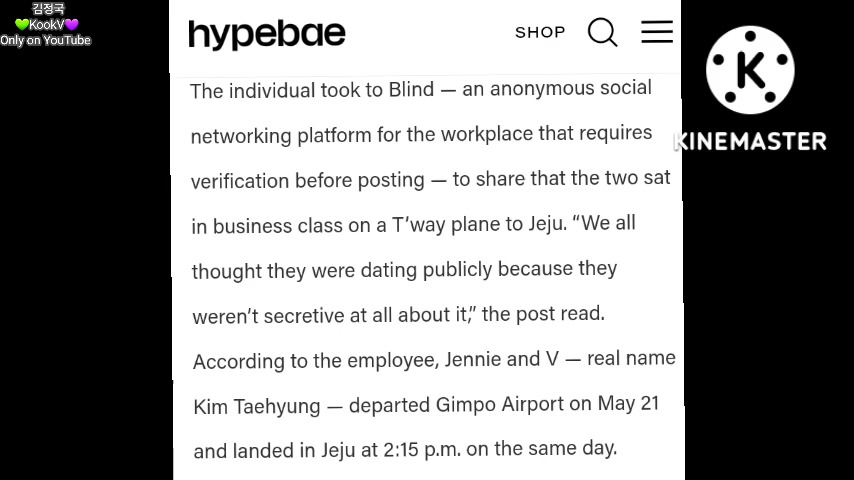 김정국
💚KookV💜
Only on YouTube
hypebae
SHOP
K
KINEMASTER
The individual took to Blind — an anonymous social
networking platform for the workplace that requires
verification before posting — to share that the two sat
in business class on a T’way plane to Jeju. “We all
thought they were dating publicly because they
weren’t secretive at all about it,” the post read.
According to the employee, Jennie and V — real name
Kim Taehyung — departed Gimpo Airport on May 21
and landed in Jeju at 2:15 p.m. on the same day.